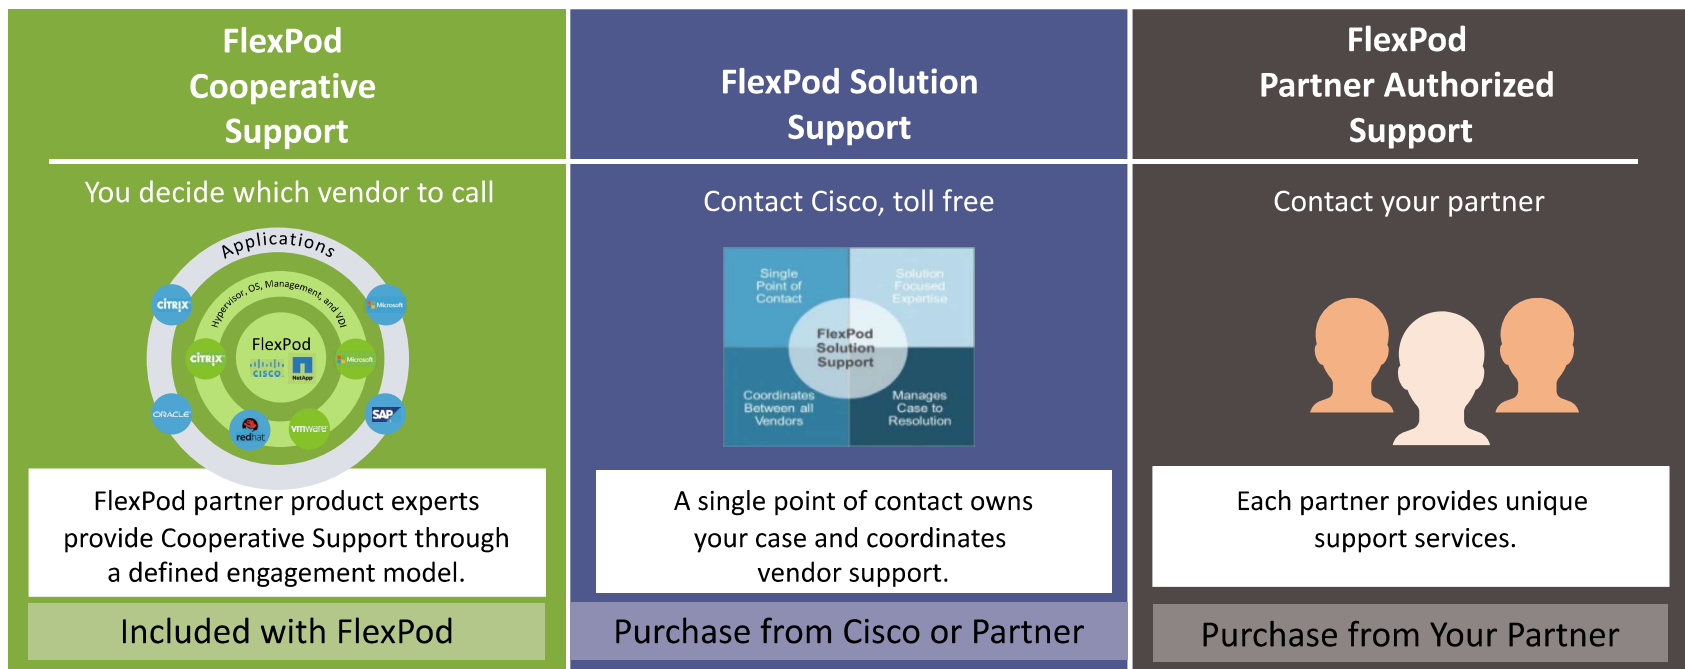 FlexPod
Cooperative
Support
You decide which vendor to call
Applications
Hypervisor, OS, Management, and VDI
CİTRIX
Microsoft
CİTRIX
FlexPod
CISCO
NetApp
Microsoft
ORACLE
redhat
vmware
SAP
FlexPod partner product experts
provide Cooperative Support through
a defined engagement model.
Included with FlexPod
FlexPod Solution
Support
Contact Cisco, toll free
Single
Point of
Contact
Solution
Focused
Expertise
FlexPod
Solution
Support
Coordinates
Between all
Vendors
Manages
Case to
Resolution
A single point of contact owns
your case and coordinates
vendor support.
Purchase from Cisco or Partner
FlexPod
Partner Authorized
Support
Contact your partner
Each partner provides unique
support services.
Purchase from Your Partner